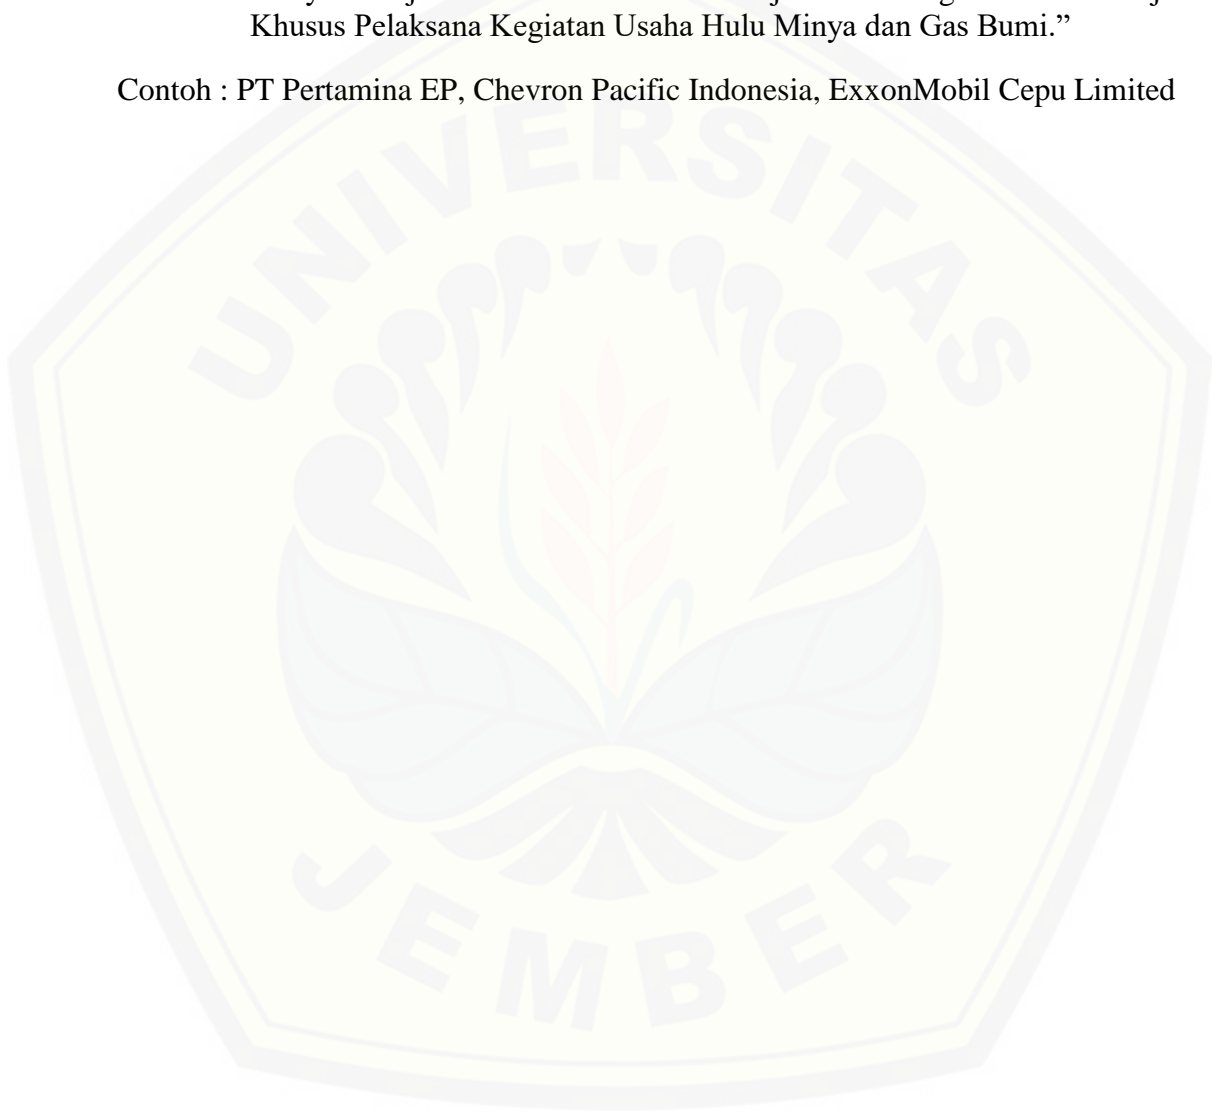 Khusus Pelaksana Kegiatan Usaha Hulu Minya dan Gas Bumi.”
Contoh : PT Pertamina EP, Chevron Pacific Indonesia, ExxonMobil Cepu Limited
UNIVERSITAS
JEMBER